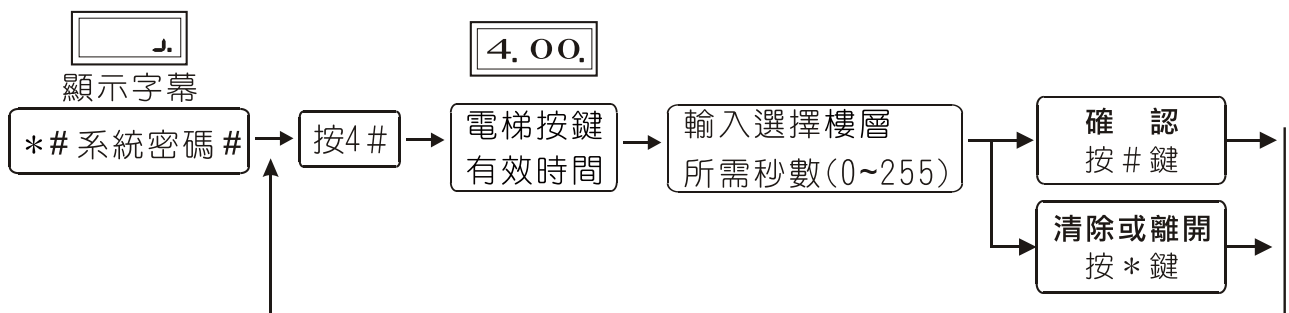 ┘.
4.00.
顯示字幕
*# 系統密碼 #
按4#
電梯按鍵
有效時間
輸入選擇樓層
所需秒數(0~255)
確 認
按#鍵
清除或離開
按*鍵